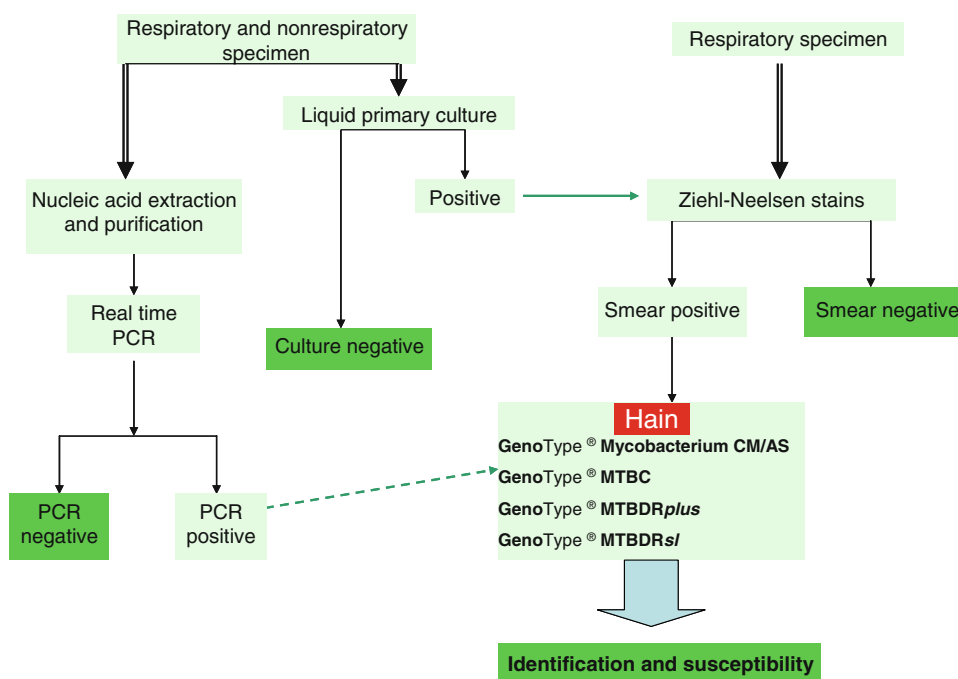 Respiratory and nonrespiratory
specimen
Respiratory specimen
Liquid primary culture
Nucleic acid extraction
and purification
Positive
Ziehl-Neelsen stains
Real time
PCR
Culture negative
Smear positive
Smear negative
Hain
GenoType ® Mycobacterium CM/AS
GenoType ® MTBC
GenoType ® MTBDRplus
GenoType ® MTBDRsl
PCR
negative
PCR
positive
Identification and susceptibility